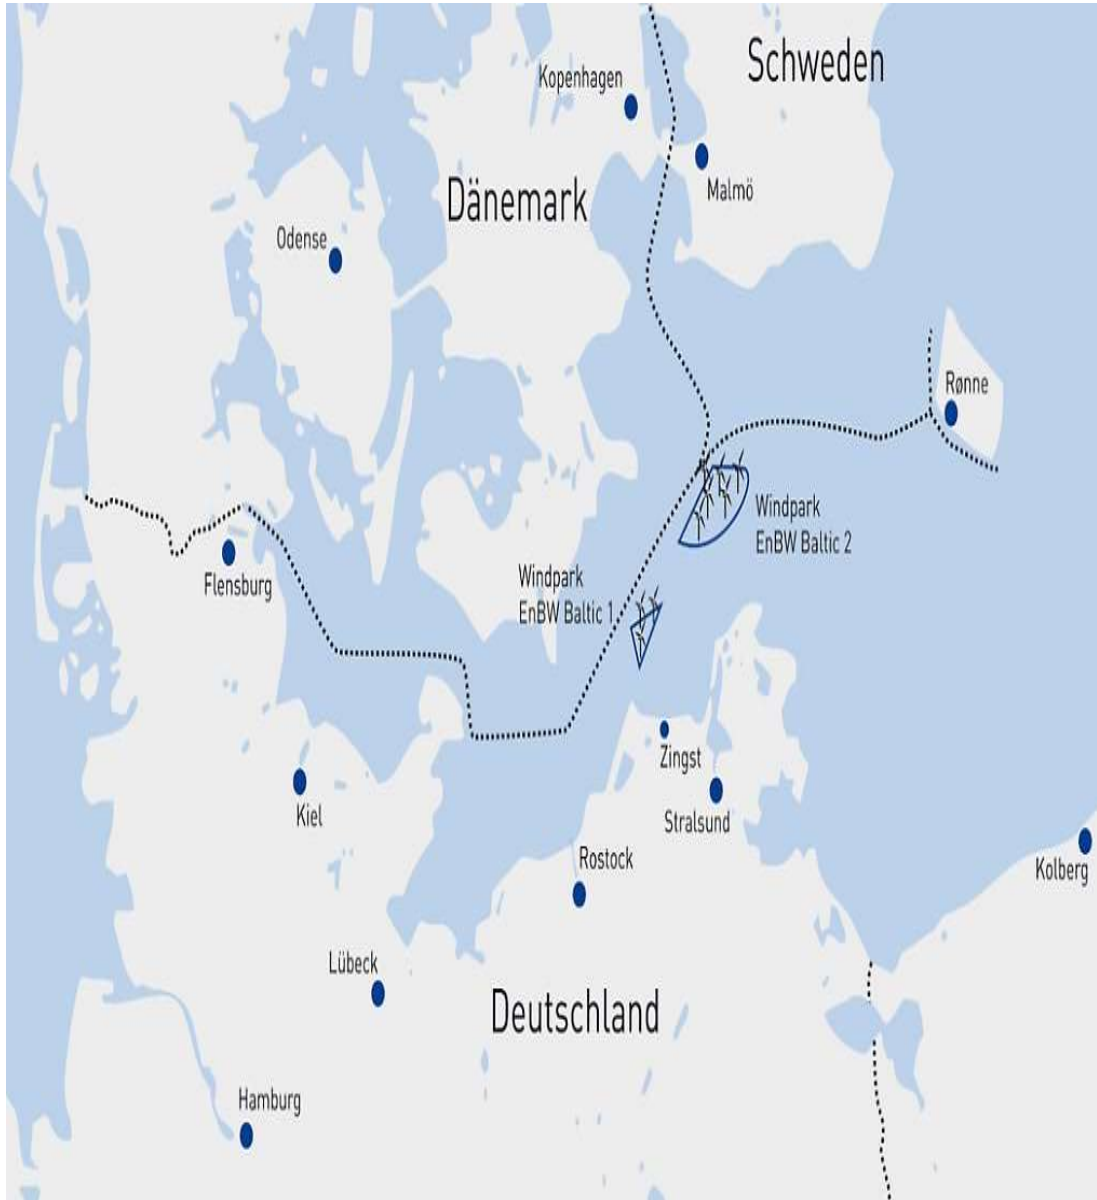 Schweden
Kopenhagen
Malmö
Dänemark
Odense
Rønne
Windpark
EnBW Baltic 2
Windpark
EnBW Baltic 1
Flensburg
Zingst
Kiel
Stralsund
Rostock
Kolberg
Lübeck
Deutschland
Hamburg